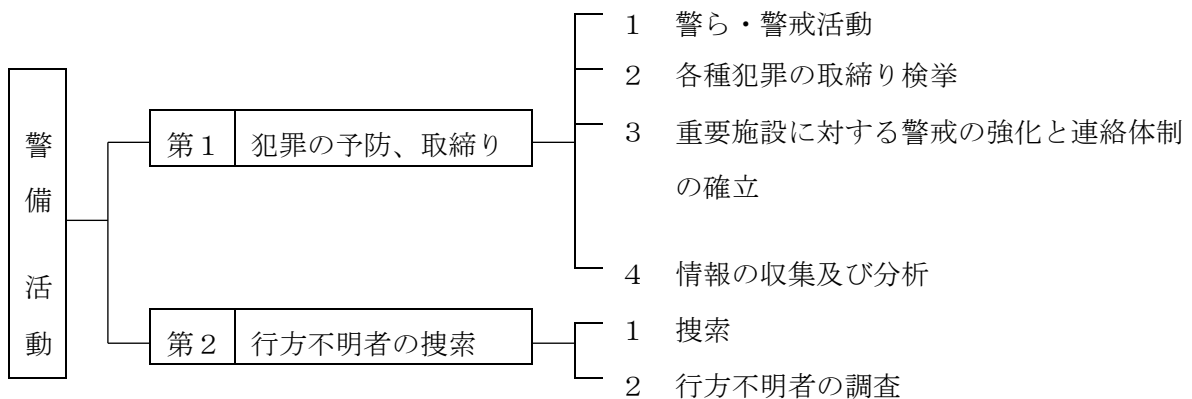 警備活動
第１ 犯罪の予防、取締り
１ 警ら・警戒活動
２ 各種犯罪の取締り検挙
３ 重要施設に対する警戒の強化と連絡体制
の確立
４ 情報の収集及び分析
第２ 行方不明者の捜索
１ 捜索
２ 行方不明者の調査